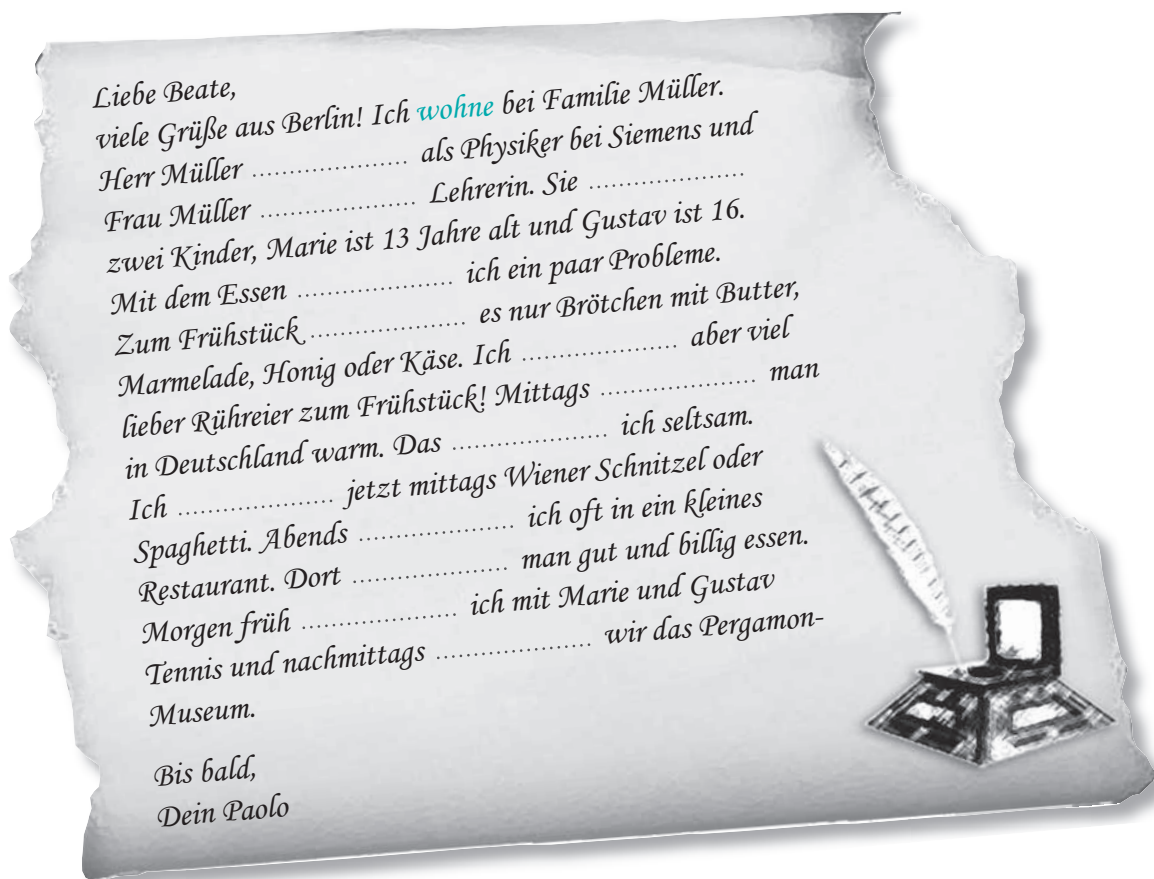 Liebe Beate,
viele Grüße aus Berlin! Ich wohne bei Familie Müller.
Herr Müller .................... als Physiker bei Siemens und
Frau Müller .................... Lehrerin. Sie ....................
zwei Kinder, Marie ist 13 Jahre alt und Gustav ist 16.
Mit dem Essen .................... ich ein paar Probleme.
Zum Frühstück .................... es nur Brötchen mit Butter,
Marmelade, Honig oder Käse. Ich .................... aber viel
lieber Rühreier zum Frühstück! Mittags .................... man
in Deutschland warm. Das .................... ich seltsam.
Ich .................... jetzt mittags Wiener Schnitzel oder
Spaghetti. Abends .................... ich oft in ein kleines
Restaurant. Dort .................... man gut und billig essen.
Morgen früh .................... ich mit Marie und Gustav
Tennis und nachmittags .................... wir das Pergamon-
Museum.
Bis bald,
Dein Paolo